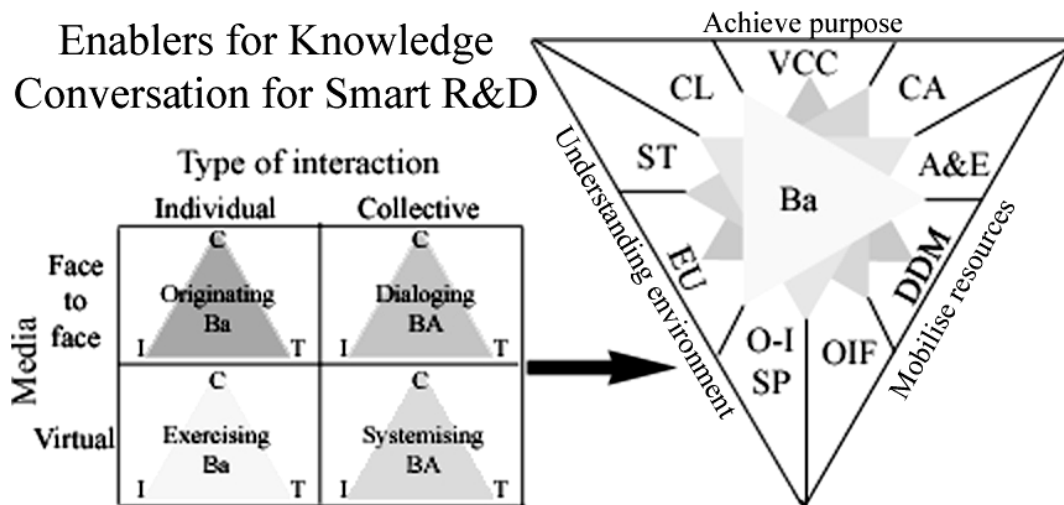 Enablers for Knowledge
Conversation for Smart R&D
Type of interaction
Individual
Collective
Media
Face
to
face
Virtual
C
Originating
Ba
I
T
C
Dialoging
BA
I
T
C
Exercising
Ba
I
T
C
Systemising
BA
I
T
Achieve purpose
Understanding environment
Mobilise resources
VCC
CL
CA
ST
A&E
Ba
EU
DDM
O-I
SP
OIF